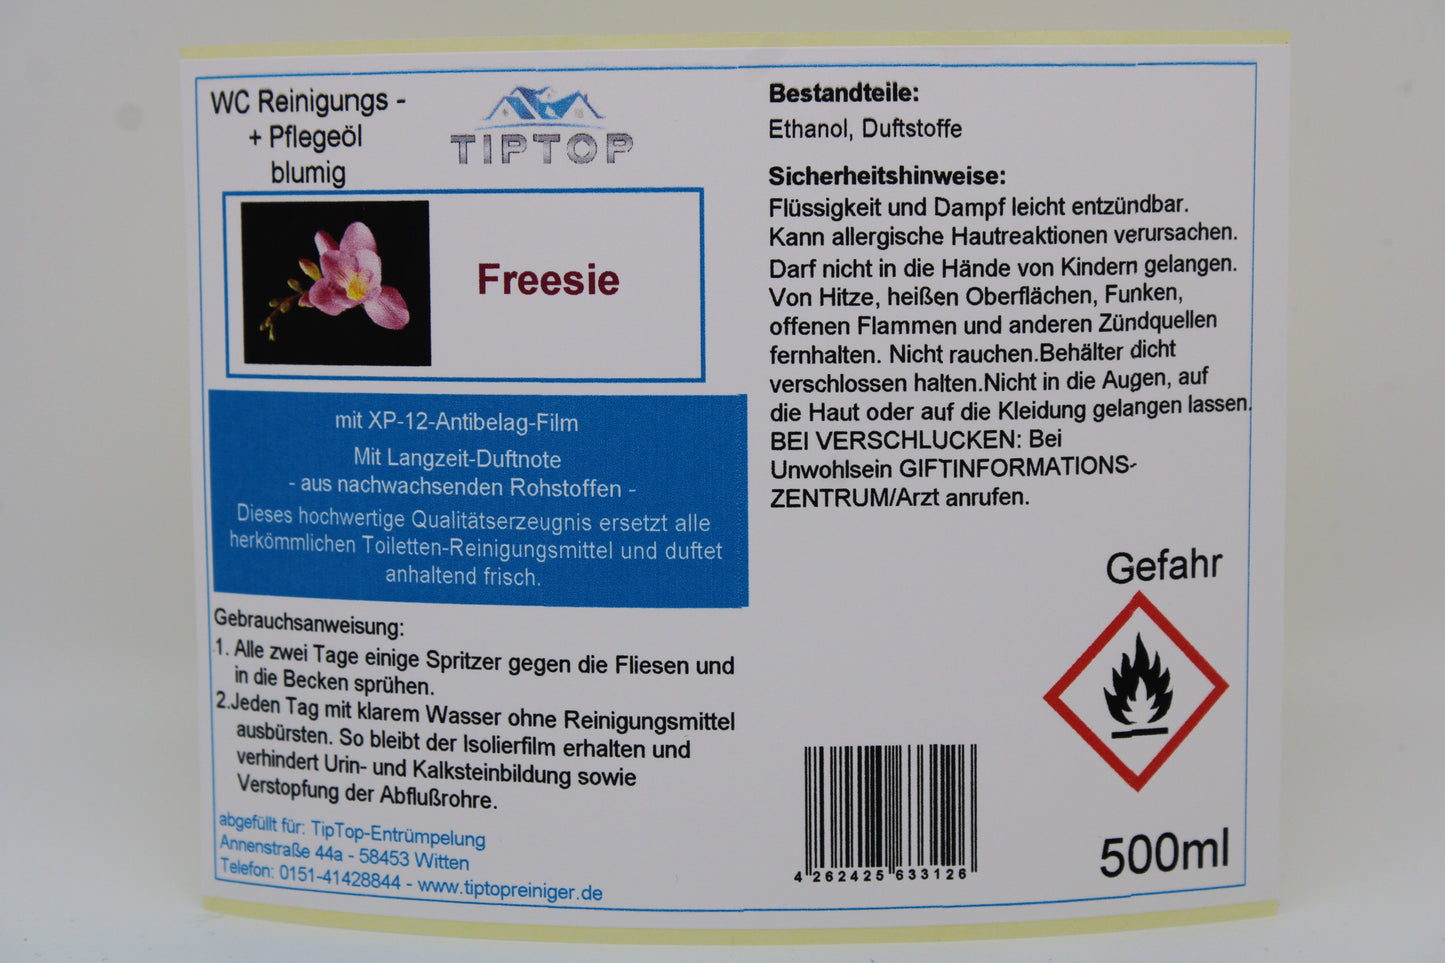 WC Reinigungs -
+ Pflegeöl
blumig
TIPTOP
Freesie
mit XP-12-Antibelag-Film
Mit Langzeit-Duftnote
- aus nachwachsenden Rohstoffen -
Dieses hochwertige Qualitätserzeugnis ersetzt alle
herkömmlichen Toiletten-Reinigungsmittel und duftet
anhaltend frisch.
Gebrauchsanweisung:
1. Alle zwei Tage einige Spritzer gegen die Fliesen und
in die Becken sprühen.
2.Jeden Tag mit klarem Wasser ohne Reinigungsmittel
ausbürsten. So bleibt der Isolierfilm erhalten und
verhindert Urin- und Kalksteinbildung sowie
Verstopfung der Abflußrohre.
abgefüllt für: TipTop-Entrümpelung
Annenstraße 44a - 58453 Witten
Telefon: 0151-41428844 - www.tiptopreiniger.de
Bestandteile:
Ethanol, Duftstoffe
Sicherheitshinweise:
Flüssigkeit und Dampf leicht entzündbar.
Kann allergische Hautreaktionen verursachen.
Darf nicht in die Hände von Kindern gelangen.
Von Hitze, heißen Oberflächen, Funken,
offenen Flammen und anderen Zündquellen
fernhalten. Nicht rauchen.Behälter dicht
verschlossen halten.Nicht in die Augen, auf
die Haut oder auf die Kleidung gelangen lassen.
BEI VERSCHLUCKEN: Bei
Unwohlsein GIFTINFORMATIONS-
ZENTRUM/Arzt anrufen.
Gefahr
4 262425 633126
500ml